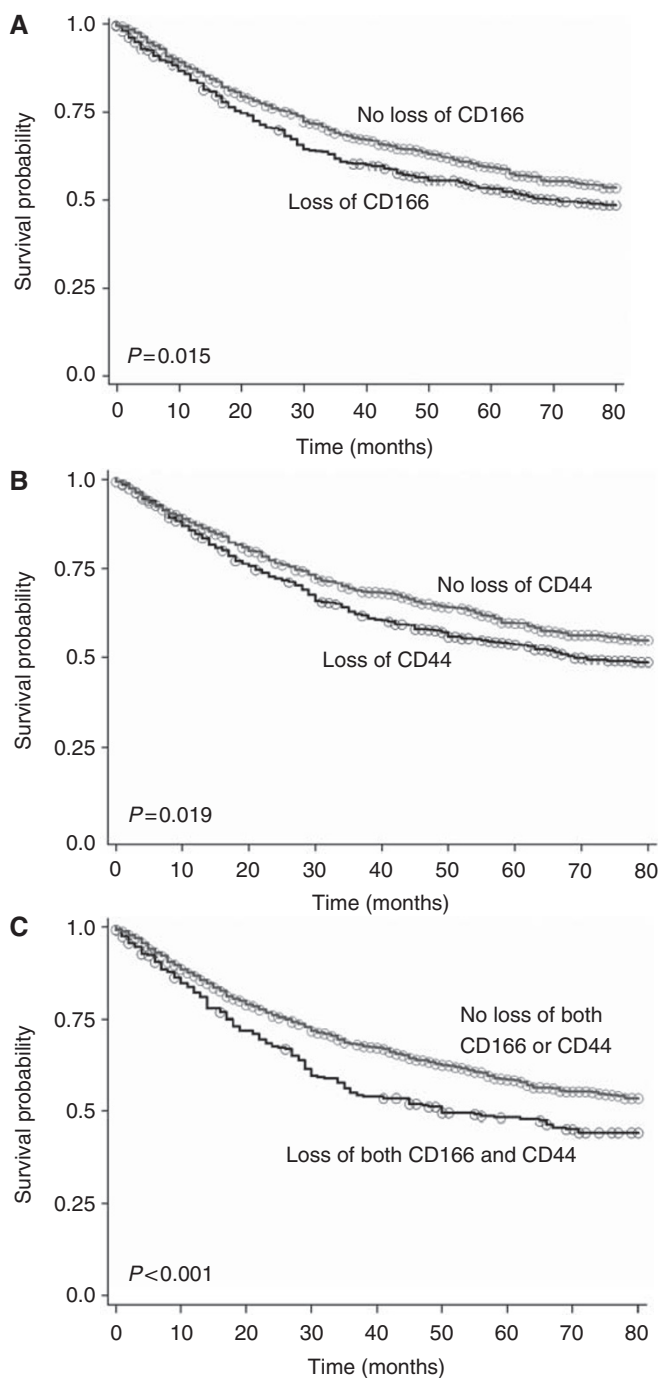 A
1.0
0.75
0.5
0.25
0.0
Survival probability
No loss of CD166
Loss of CD166
P=0.015
0 10 20 30 40 50 60 70 80
Time (months)
B
1.0
0.75
0.5
0.25
0.0
Survival probability
No loss of CD44
Loss of CD44
P=0.019
0 10 20 30 40 50 60 70 80
Time (months)
C
1.0
0.75
0.5
0.25
0.0
Survival probability
No loss of both
CD166 or CD44
Loss of both CD166 and CD44
P<0.001
0 10 20 30 40 50 60 70 80
Time (months)